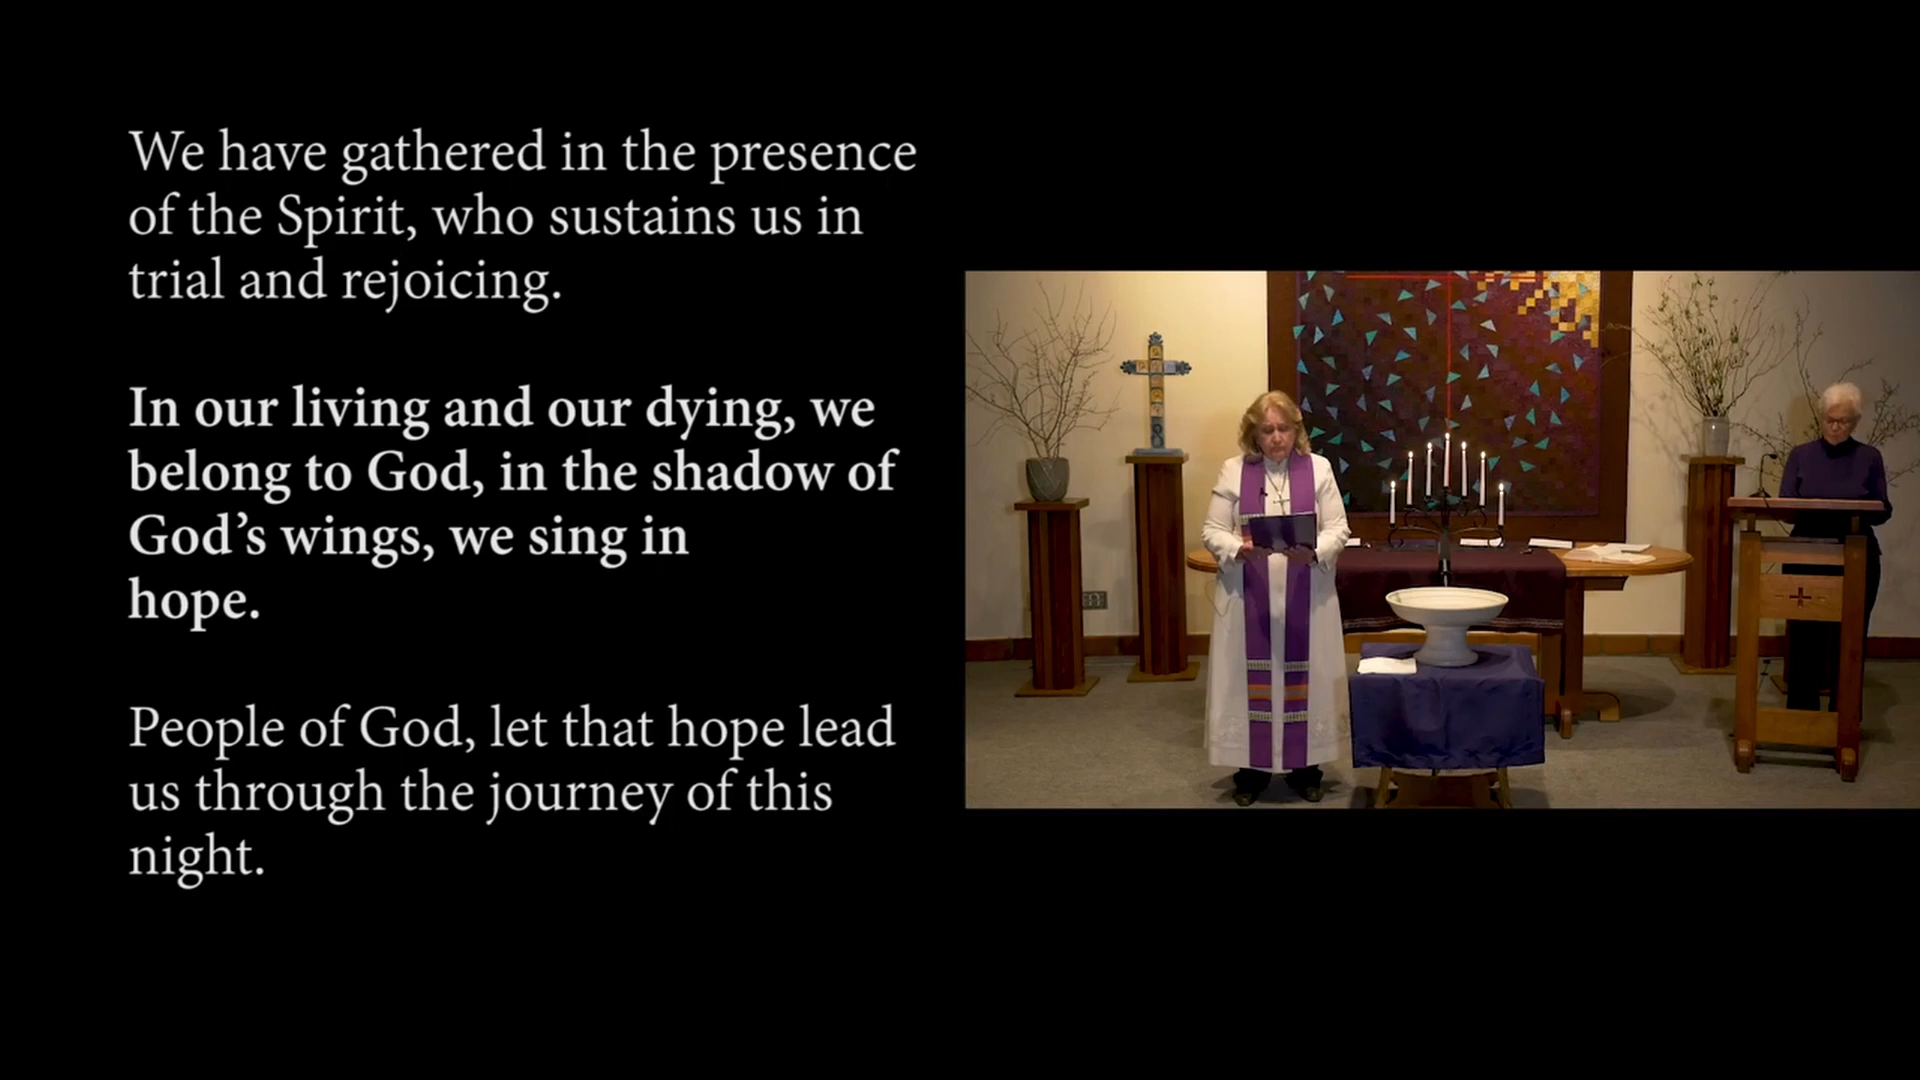 We have gathered in the presence
of the Spirit, who sustains us in
trial and rejoicing.
In our living and our dying, we
belong to God, in the shadow of
God’s wings, we sing in
hope.
People of God, let that hope lead
us through the journey of this
night.